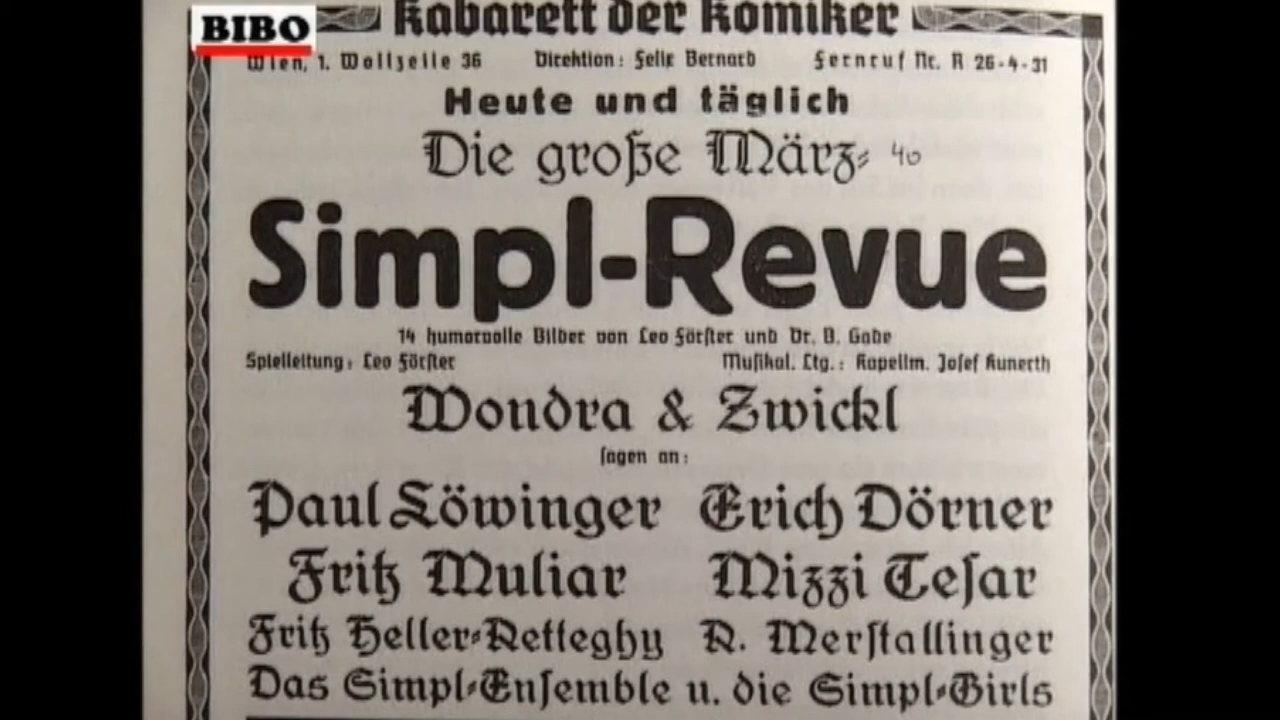 BIBO
Kabarett der Komiker
Wien, 1. Wollzeile 36 Direktion: Felix Bernard Fernruf Nr. R 26-4-31
Heute und täglich
Die große März- 40
Simpl-Revue
14 humorvolle Bilder von Leo Förster und Dr. B. Gabe
Spielleitung: Leo Förster Musikal. Ltg.: Kapellm. Josef Kunerth
Wondra & Zwickl
sagen an:
Paul Löwinger Erich Dörner
Fritz Muliar Mizzi Tesar
Fritz Heller-Retteghy R. Merstallinger
Das Simpl-Ensemble u. die Simpl-Girls